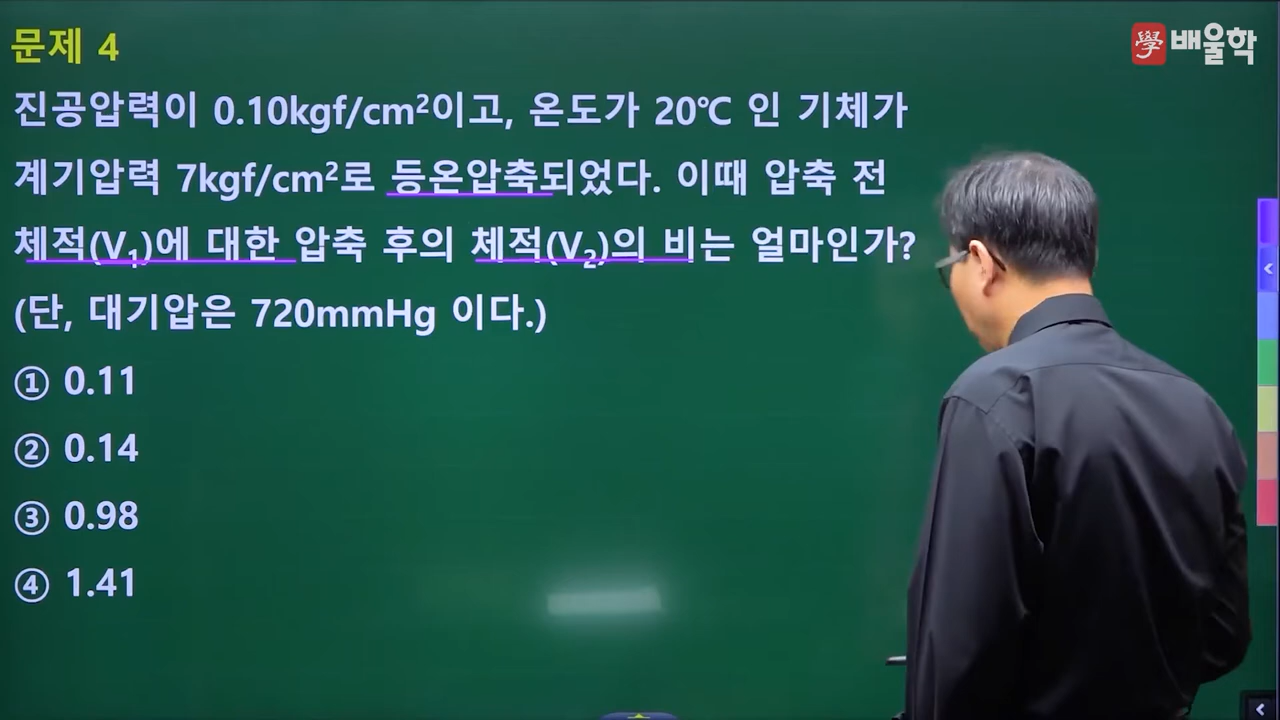 문제 4
學배울학
진공압력이 0.10kgf/cm²이고, 온도가 20℃ 인 기체가
계기압력 7kgf/cm²로 등온압축되었다. 이때 압축 전
체적(V₁)에 대한 압축 후의 체적(V₂)의 비는 얼마인가?
(단, 대기압은 720mmHg 이다.)
① 0.11
② 0.14
③ 0.98
④ 1.41